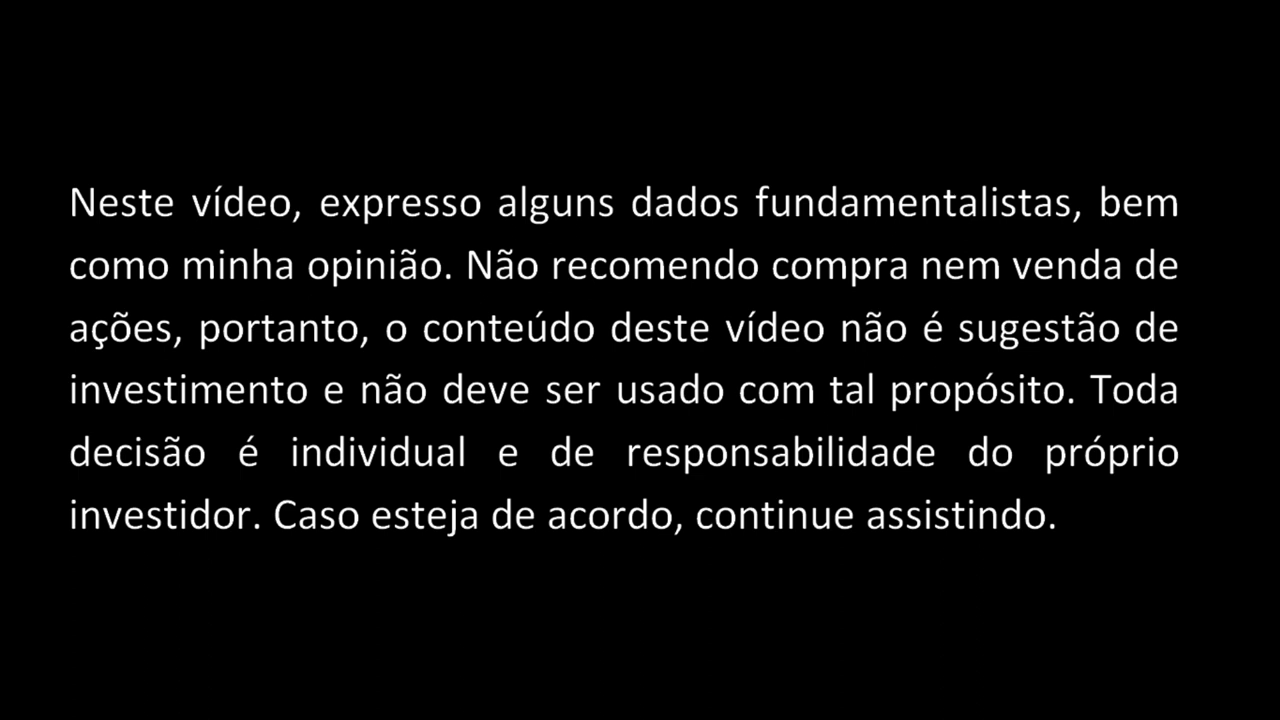 Neste vídeo, expresso alguns dados fundamentalistas, bem
como minha opinião. Não recomendo compra nem venda de
ações, portanto, o conteúdo deste vídeo não é sugestão de
investimento e não deve ser usado com tal propósito. Toda
decisão é individual e de responsabilidade do próprio
investidor. Caso esteja de acordo, continue assistindo.